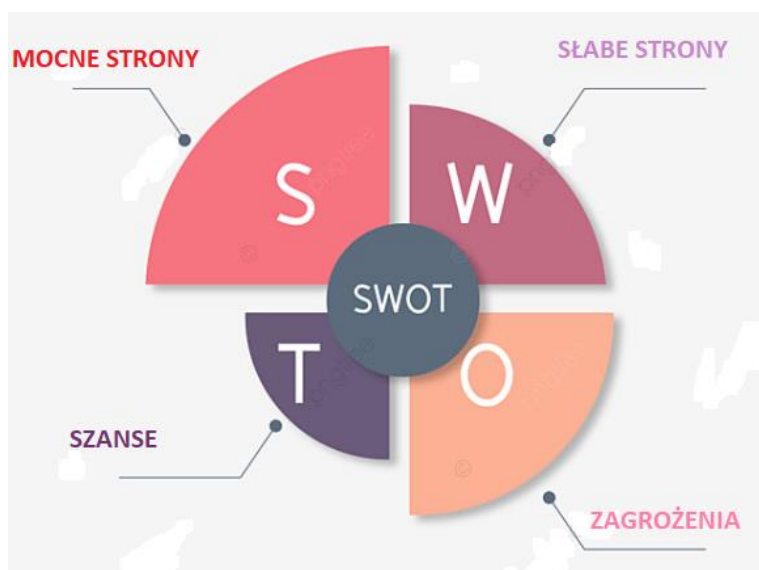 MOCNE STRONY
SŁABE STRONY
S
W
SWOT
T
O
SZANSE
ZAGROŻENIA